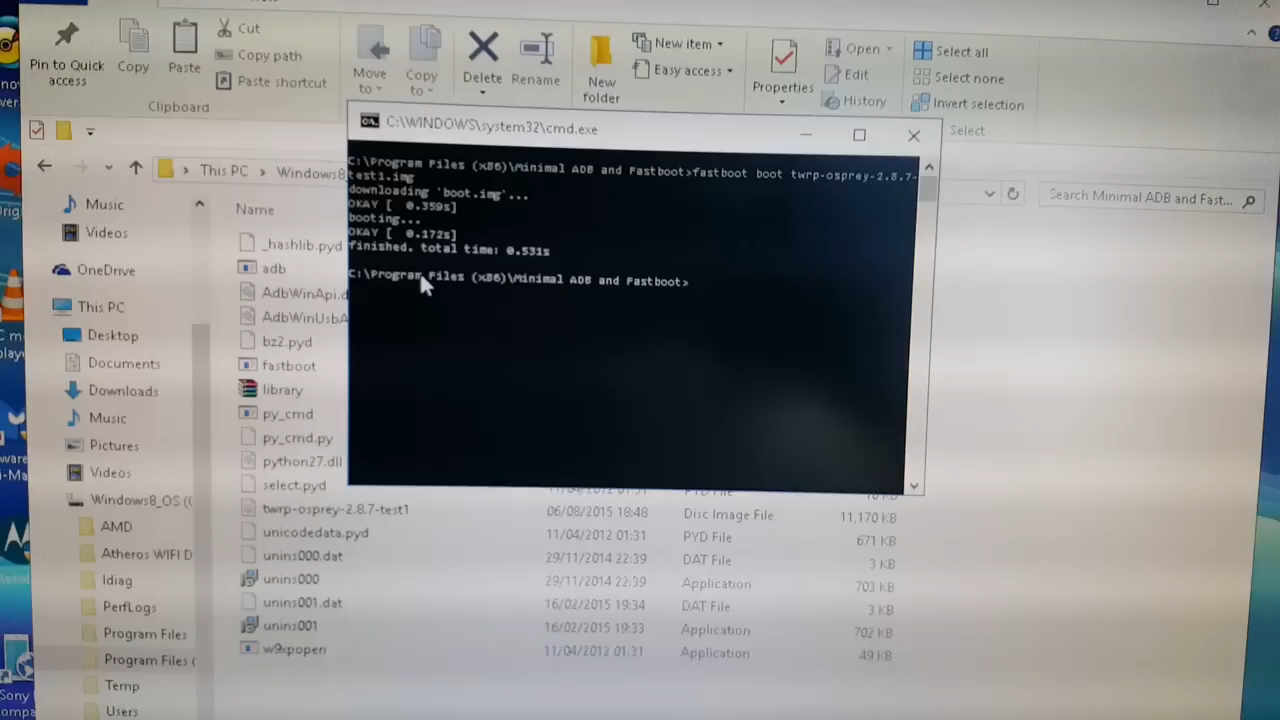 Cut
Copy path
Paste shortcut
Pin to Quick access
Copy
Paste
Move to
Copy to
Delete
Rename
New folder
New item
Easy access
Properties
Open
Edit
History
Select all
Select none
Invert selection
Clipboard
Select
C:\WINDOWS\system32\cmd.exe
This PC > Windows8
Search Minimal ADB and Fast...
C:\Program Files (x86)\Minimal ADB and Fastboot>fastboot boot twrp-osprey-2.8.7-
test1.img
downloading 'boot.img'...
OKAY [  0.359s]
booting...
OKAY [  0.172s]
finished. total time: 0.531s
C:\Program Files (x86)\Minimal ADB and Fastboot>
Music
Videos
OneDrive
This PC
Desktop
Documents
Downloads
Music
Pictures
Videos
Windows8_OS (
AMD
Atheros WIFI D
Idiag
PerfLogs
Program Files
Program Files (
Temp
Users
Name
_hashlib.pyd
adb
AdbWinApi.d
AdbWinUsbA
bz2.pyd
fastboot
library
py_cmd
py_cmd.py
python27.dll
select.pyd
twrp-osprey-2.8.7-test1 06/08/2015 18:48 Disc Image File 11,170 KB
unicodedata.pyd 11/04/2012 01:31 PYD File 671 KB
unins000.dat 29/11/2014 22:39 DAT File 3 KB
unins000 29/11/2014 22:39 Application 703 KB
unins001.dat 16/02/2015 19:34 DAT File 3 KB
unins001 16/02/2015 19:33 Application 702 KB
w9xpopen 11/04/2012 01:31 Application 49 KB
Sony